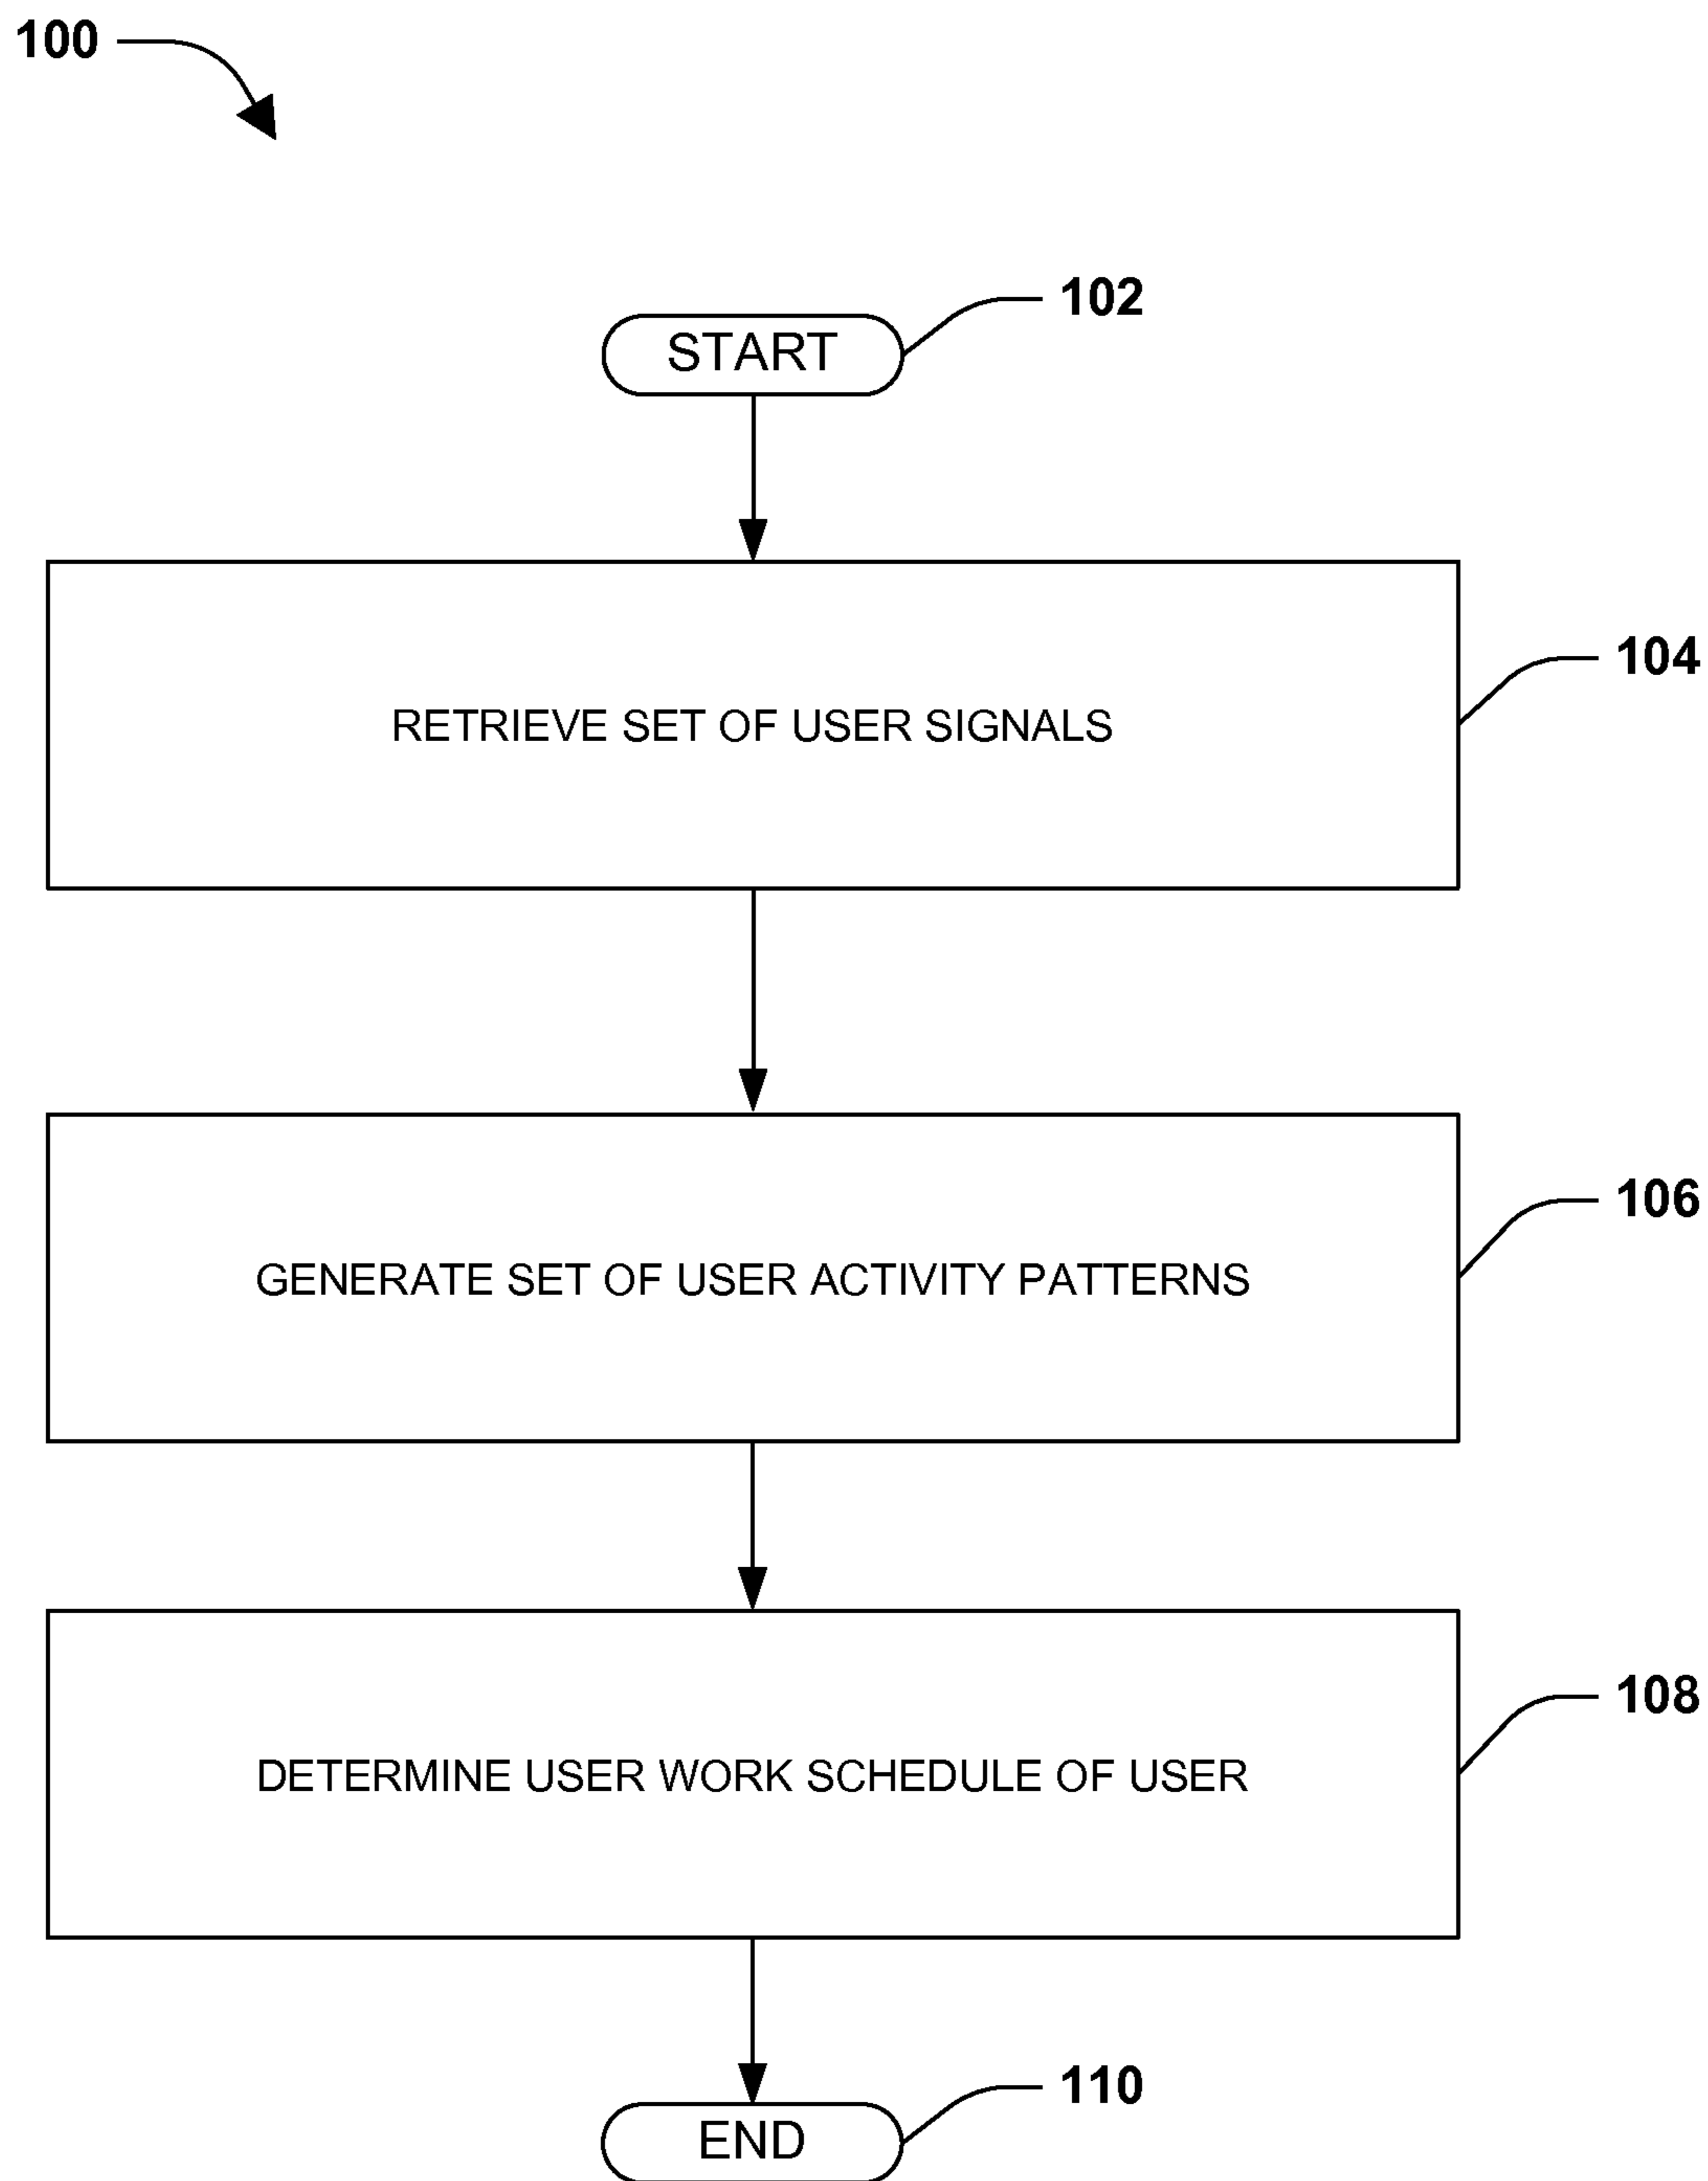 100
102
START
104
RETRIEVE SET OF USER SIGNALS
106
GENERATE SET OF USER ACTIVITY PATTERNS
108
DETERMINE USER WORK SCHEDULE OF USER
110
END